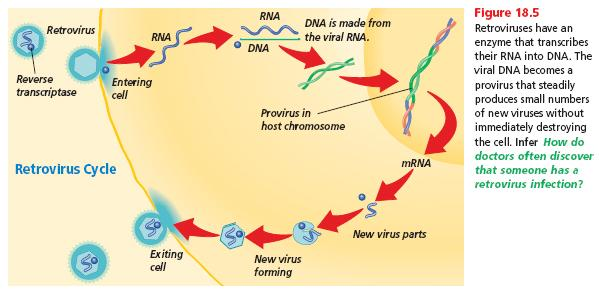 Retrovirus
Reverse
transcriptase
Entering
cell
RNA
RNA
DNA
DNA is made from
the viral RNA.
Provirus in
host chromosome
mRNA
New virus parts
New virus
forming
Exiting
cell
Retrovirus Cycle
Figure 18.5
Retroviruses have an
enzyme that transcribes
their RNA into DNA. The
viral DNA becomes a
provirus that steadily
produces small numbers
of new viruses without
immediately destroying
the cell. Infer How do
doctors often discover
that someone has a
retrovirus infection?